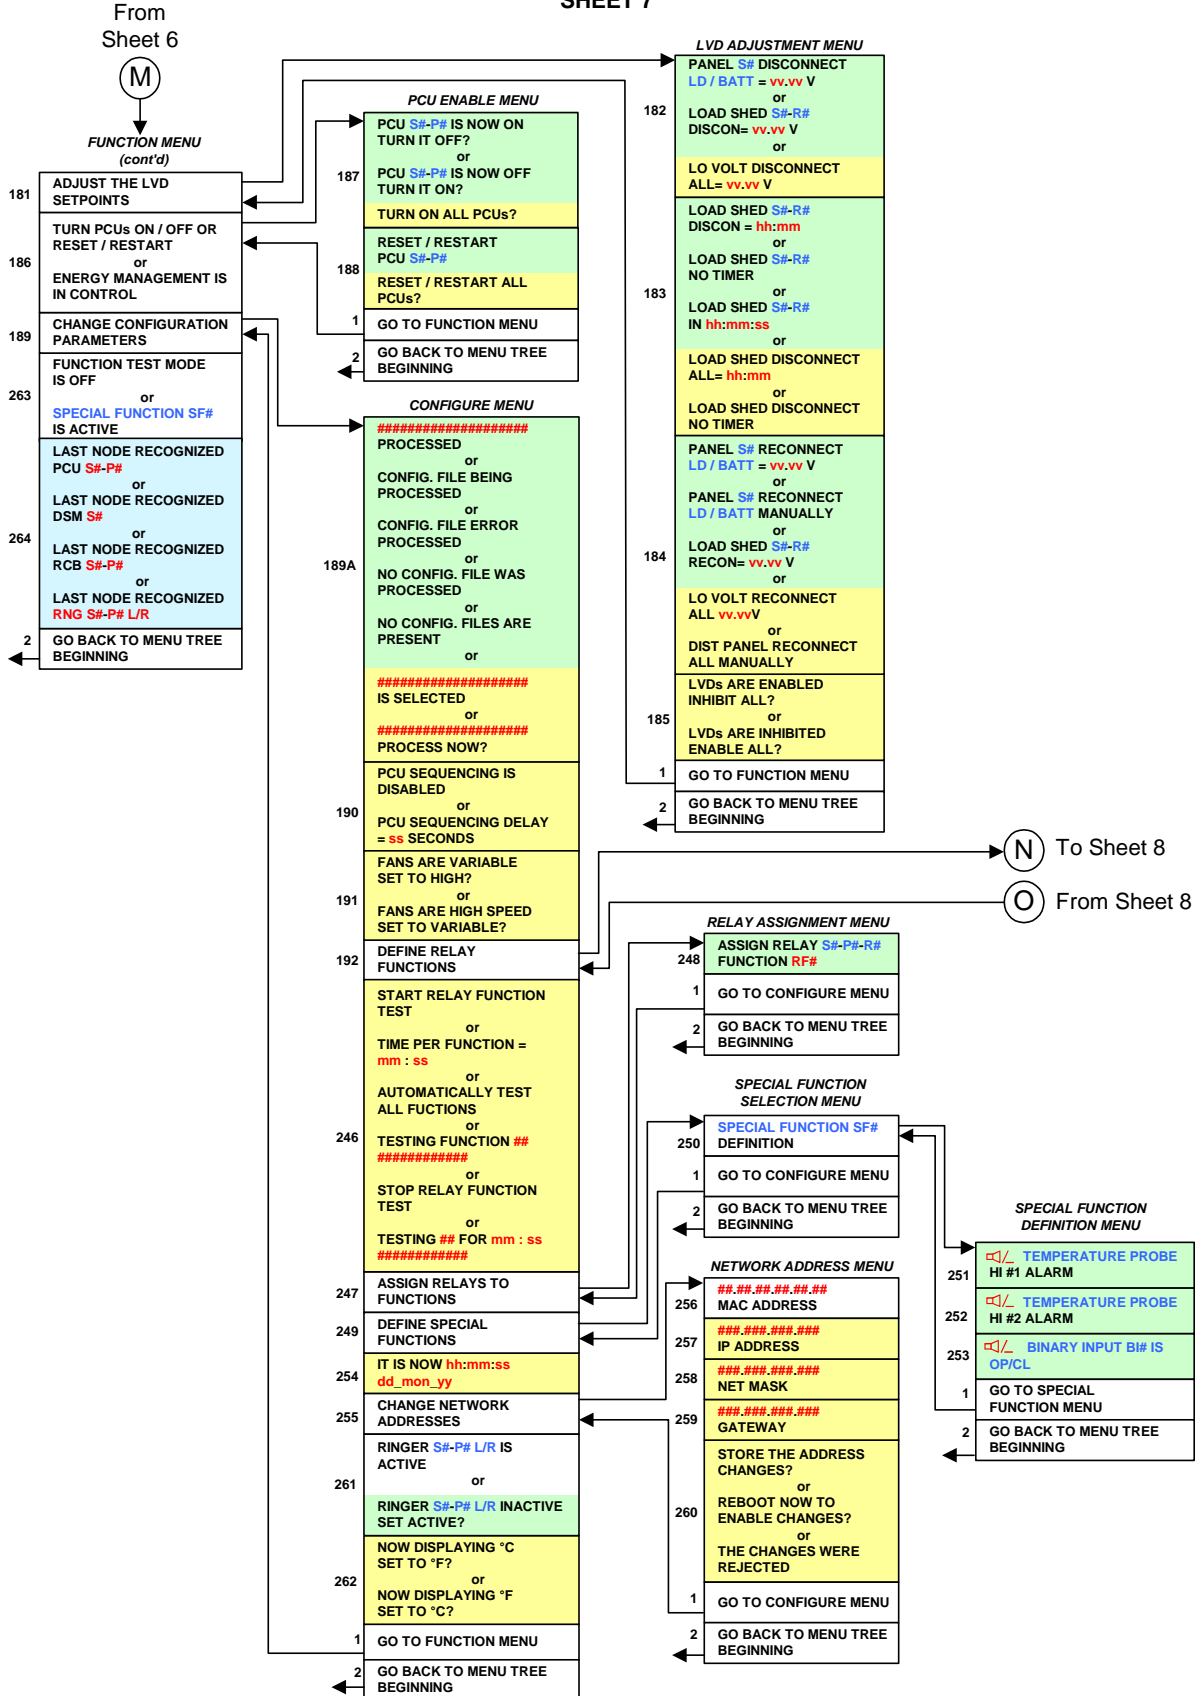 SHEET 7
From
Sheet 6
M
FUNCTION MENU
(cont'd)
181
ADJUST THE LVD
SETPOINTS
186
TURN PCUs ON / OFF OR
RESET / RESTART
or
ENERGY MANAGEMENT IS
IN CONTROL
189
CHANGE CONFIGURATION
PARAMETERS
263
FUNCTION TEST MODE
IS OFF
or
SPECIAL FUNCTION SF#
IS ACTIVE
264
LAST NODE RECOGNIZED
PCU S#-P#
or
LAST NODE RECOGNIZED
DSM S#
or
LAST NODE RECOGNIZED
RCB S#-P#
or
LAST NODE RECOGNIZED
RNG S#-P# L/R
2
GO BACK TO MENU TREE
BEGINNING
PCU ENABLE MENU
187
PCU S#-P# IS NOW ON
TURN IT OFF?
or
PCU S#-P# IS NOW OFF
TURN IT ON?
TURN ON ALL PCUs?
188
RESET / RESTART
PCU S#-P#
RESET / RESTART ALL
PCUs?
1
GO TO FUNCTION MENU
2
GO BACK TO MENU TREE
BEGINNING
CONFIGURE MENU
189A
####################
PROCESSED
or
CONFIG. FILE BEING
PROCESSED
or
CONFIG. FILE ERROR
PROCESSED
or
NO CONFIG. FILE WAS
PROCESSED
or
NO CONFIG. FILES ARE
PRESENT
or
####################
IS SELECTED
or
####################
PROCESS NOW?
190
PCU SEQUENCING IS
DISABLED
or
PCU SEQUENCING DELAY
= ss SECONDS
191
FANS ARE VARIABLE
SET TO HIGH?
or
FANS ARE HIGH SPEED
SET TO VARIABLE?
192
DEFINE RELAY
FUNCTIONS
246
START RELAY FUNCTION
TEST
or
TIME PER FUNCTION =
mm : ss
or
AUTOMATICALLY TEST
ALL FUCTIONS
or
TESTING FUNCTION ##
############
or
STOP RELAY FUNCTION
TEST
or
TESTING ## FOR mm : ss
############
247
ASSIGN RELAYS TO
FUNCTIONS
249
DEFINE SPECIAL
FUNCTIONS
254
IT IS NOW hh:mm:ss
dd_mon_yy
255
CHANGE NETWORK
ADDRESSES
261
RINGER S#-P# L/R IS
ACTIVE
or
RINGER S#-P# L/R INACTIVE
SET ACTIVE?
262
NOW DISPLAYING °C
SET TO °F?
or
NOW DISPLAYING °F
SET TO °C?
1
GO TO FUNCTION MENU
2
GO BACK TO MENU TREE
BEGINNING
LVD ADJUSTMENT MENU
182
PANEL S# DISCONNECT
LD / BATT = vv.vv V
or
LOAD SHED S#-R#
DISCON= vv.vv V
or
LO VOLT DISCONNECT
ALL= vv.vv V
183
LOAD SHED S#-R#
DISCON = hh:mm
or
LOAD SHED S#-R#
NO TIMER
or
LOAD SHED S#-R#
IN hh:mm:ss
or
LOAD SHED DISCONNECT
ALL= hh:mm
or
LOAD SHED DISCONNECT
NO TIMER
184
PANEL S# RECONNECT
LD / BATT = vv.vv V
or
PANEL S# RECONNECT
LD / BATT MANUALLY
or
LOAD SHED S#-R#
RECON= vv.vv V
or
LO VOLT RECONNECT
ALL vv.vvV
or
DIST PANEL RECONNECT
ALL MANUALLY
185
LVDs ARE ENABLED
INHIBIT ALL?
or
LVDs ARE INHIBITED
ENABLE ALL?
1
GO TO FUNCTION MENU
2
GO BACK TO MENU TREE
BEGINNING
N
To Sheet 8
O
From Sheet 8
RELAY ASSIGNMENT MENU
248
ASSIGN RELAY S#-P#-R#
FUNCTION RF#
1
GO TO CONFIGURE MENU
2
GO BACK TO MENU TREE
BEGINNING
SPECIAL FUNCTION
SELECTION MENU
250
SPECIAL FUNCTION SF#
DEFINITION
1
GO TO CONFIGURE MENU
2
GO BACK TO MENU TREE
BEGINNING
SPECIAL FUNCTION
DEFINITION MENU
251
TEMPERATURE PROBE
HI #1 ALARM
252
TEMPERATURE PROBE
HI #2 ALARM
253
BINARY INPUT BI# IS
OP/CL
1
GO TO SPECIAL
FUNCTION MENU
2
GO BACK TO MENU TREE
BEGINNING
NETWORK ADDRESS MENU
256
##.##.##.##.##.##
MAC ADDRESS
257
###.###.###.###
IP ADDRESS
258
###.###.###.###
NET MASK
259
###.###.###.###
GATEWAY
260
STORE THE ADDRESS
CHANGES?
or
REBOOT NOW TO
ENABLE CHANGES?
or
THE CHANGES WERE
REJECTED
1
GO TO CONFIGURE MENU
2
GO BACK TO MENU TREE
BEGINNING